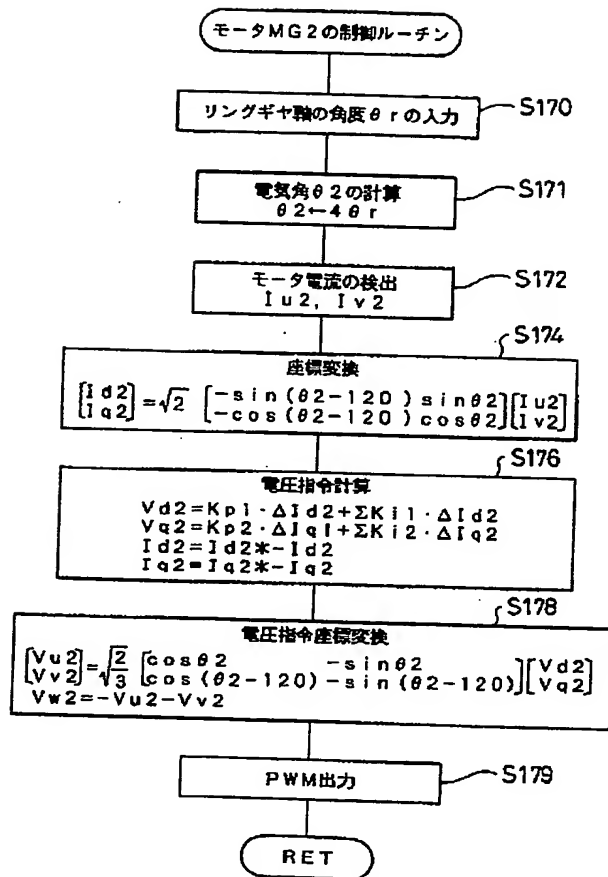 モータMG2の制御ルーチン
リングギヤ軸の角度θrの入力
S170
電気角θ2の計算
θ2←4θr
S171
モータ電流の検出
Iu2, Iv2
S172
S174
座標変換
[Id2 Iq2]=√2 [-sin(θ2-120)sinθ2 -cos(θ2-120)cosθ2][Iu2 Iv2]
S176
電圧指令計算
Vd2=Kp1・ΔId2+ΣKi1・ΔId2
Vq2=Kp2・ΔIq1+ΣKi2・ΔIq2
Id2=Id2*-Id2
Iq2=Iq2*-Iq2
S178
電圧指令座標変換
[Vu2 Vv2]=√2/3 [cosθ2 -sinθ2 cos(θ2-120)-sin(θ2-120)][Vd2 Vq2]
Vw2=-Vu2-Vv2
PWM出力
S179
RET